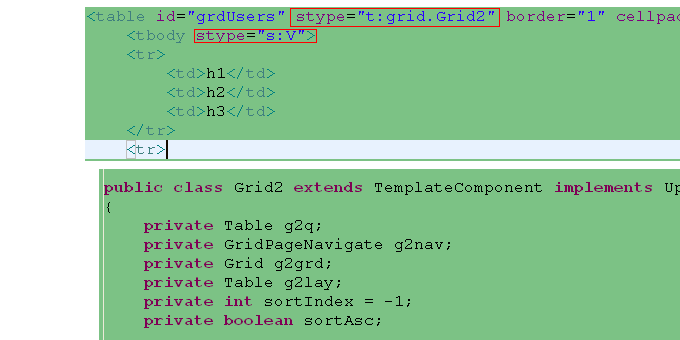 <table id="grdUsers" stype="t:grid.Grid2" border="1" cellpac
<tbody stype="s:V">
<tr>
<td>h1</td>
<td>h2</td>
<td>h3</td>
</tr>
<tr>
public class Grid2 extends TemplateComponent implements Up
{
private Table g2q;
private GridPageNavigate g2nav;
private Grid g2grd;
private Table g2lay;
private int sortIndex = -1;
private boolean sortAsc;